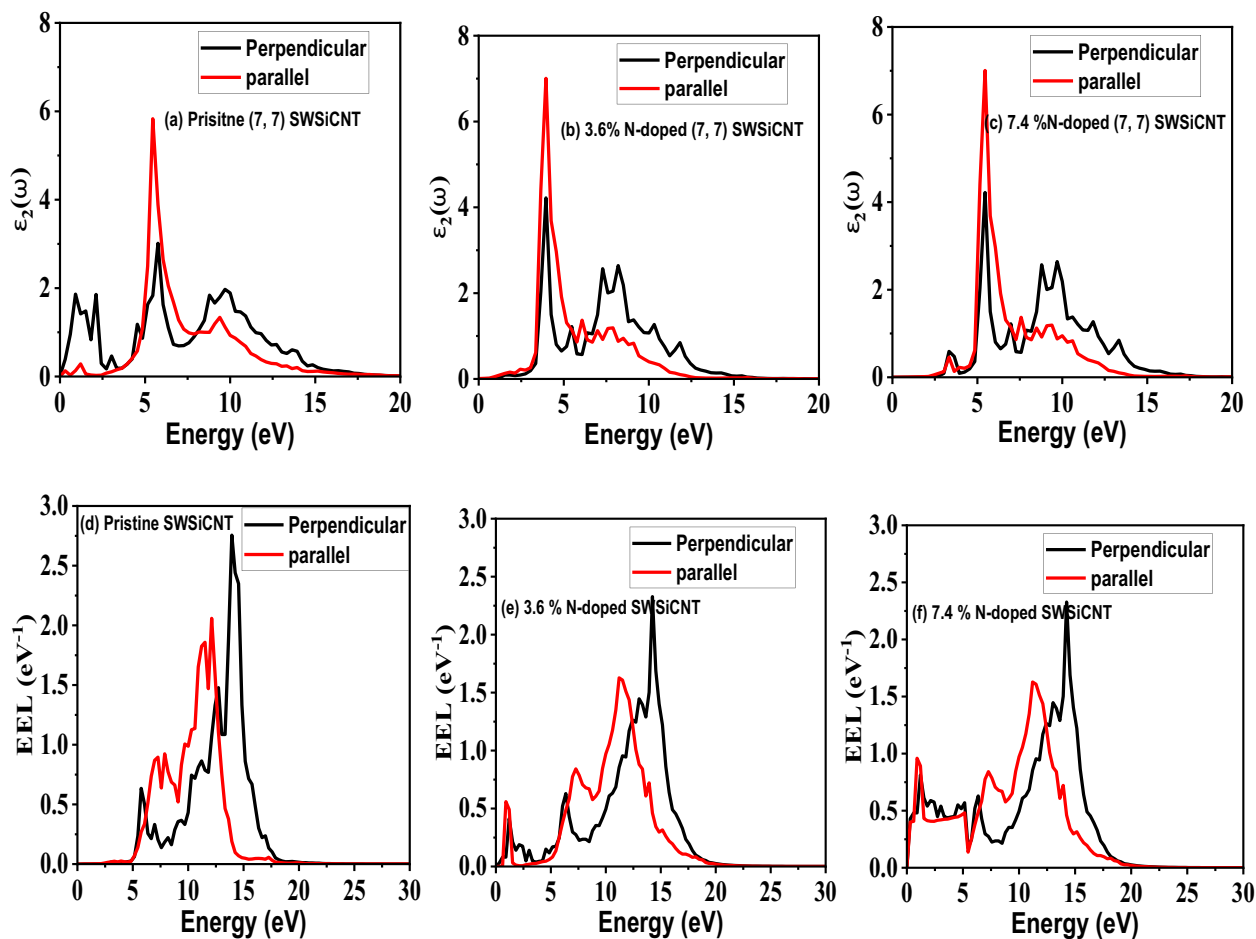 8
6
4
2
0
ε₂(ω)
Perpendicular
parallel
(a) Prisitne (7, 7) SWSiCNT
0 5 10 15 20
Energy (eV)
8
6
4
2
0
ε₂(ω)
Perpendicular
parallel
(b) 3.6% N-doped (7, 7) SWSiCNT
0 5 10 15 20
Energy (eV)
8
6
4
2
0
ε₂(ω)
Perpendicular
parallel
(c) 7.4 %N-doped (7, 7) SWSiCNT
0 5 10 15 20
Energy (eV)
3.0
2.5
2.0
1.5
1.0
0.5
0.0
EEL (eV⁻¹)
(d) Pristine SWSiCNT
Perpendicular
parallel
0 5 10 15 20 25 30
Energy (eV)
3.0
2.5
2.0
1.5
1.0
0.5
0.0
EEL (eV⁻¹)
Perpendicular
parallel
(e) 3.6 % N-doped SWSiCNT
0 5 10 15 20 25 30
Energy (eV)
3.0
2.5
2.0
1.5
1.0
0.5
0.0
EEL (eV⁻¹)
Perpendicular
parallel
(f) 7.4 % N-doped SWSiCNT
0 5 10 15 20 25 30
Energy (eV)